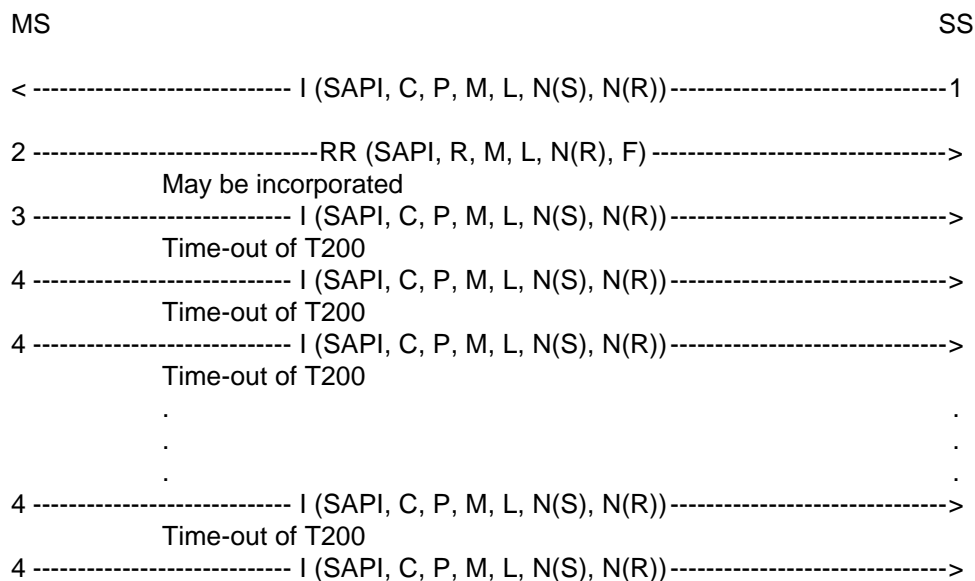 MS SS
< ----------------------------- I (SAPI, C, P, M, L, N(S), N(R))-------------------------------1
2 --------------------------------RR (SAPI, R, M, L, N(R), F) --------------------------------->
May be incorporated
3 ----------------------------- I (SAPI, C, P, M, L, N(S), N(R))------------------------------->
Time-out of T200
4 ----------------------------- I (SAPI, C, P, M, L, N(S), N(R))------------------------------->
Time-out of T200
4 ----------------------------- I (SAPI, C, P, M, L, N(S), N(R))------------------------------->
Time-out of T200
. .
. .
. .
4 ----------------------------- I (SAPI, C, P, M, L, N(S), N(R))------------------------------->
Time-out of T200
4 ----------------------------- I (SAPI, C, P, M, L, N(S), N(R))------------------------------->